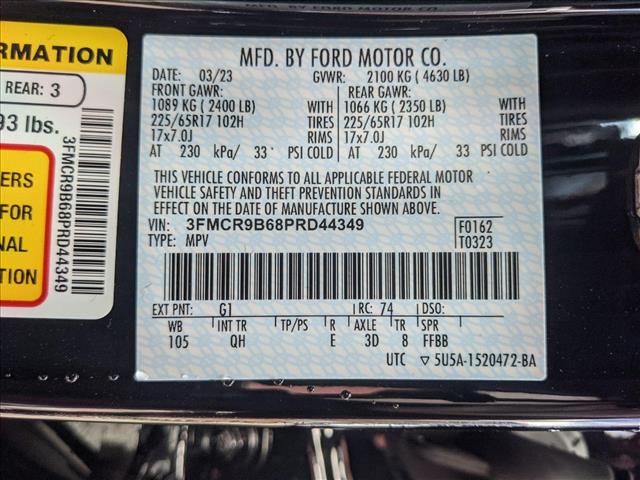 RMATION
REAR: 3
93 lbs.
ERS
FOR
NAL
TION
3FMCR9B68PRD44349
MFD. BY FORD MOTOR CO.
DATE: 03/23 GVWR: 2100 KG ( 4630 LB)
FRONT GAWR: REAR GAWR:
1089 KG ( 2400 LB) WITH 1066 KG ( 2350 LB) WITH
225/65R17 102H TIRES 225/65R17 102H TIRES
17x7.0J RIMS 17x7.0J RIMS
AT 230 kPa/ 33 PSI COLD AT 230 kPa/ 33 PSI COLD
THIS VEHICLE CONFORMS TO ALL APPLICABLE FEDERAL MOTOR
VEHICLE SAFETY AND THEFT PREVENTION STANDARDS IN
EFFECT ON THE DATE OF MANUFACTURE SHOWN ABOVE.
VIN: 3FMCR9B68PRD44349 F0162
TYPE: MPV T0323
EXT PNT: G1 RC: 74 DSO:
WB INT TR TP/PS R AXLE TR SPR
105 QH E 3D 8 FFBB
UTC ▽ 5U5A-1520472-BA